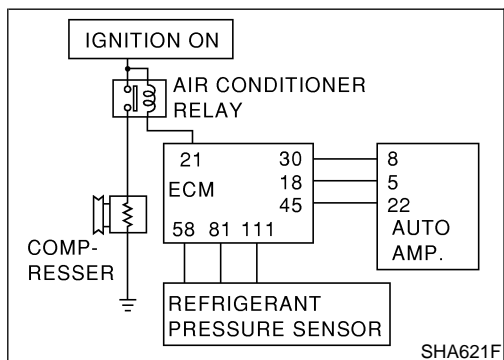 IGNITION ON
AIR CONDITIONER
RELAY
21
30
8
ECM
18
5
45
22
58 81 111
AUTO
AMP.
COMP-
RESSER
REFRIGERANT
PRESSURE SENSOR
SHA621F